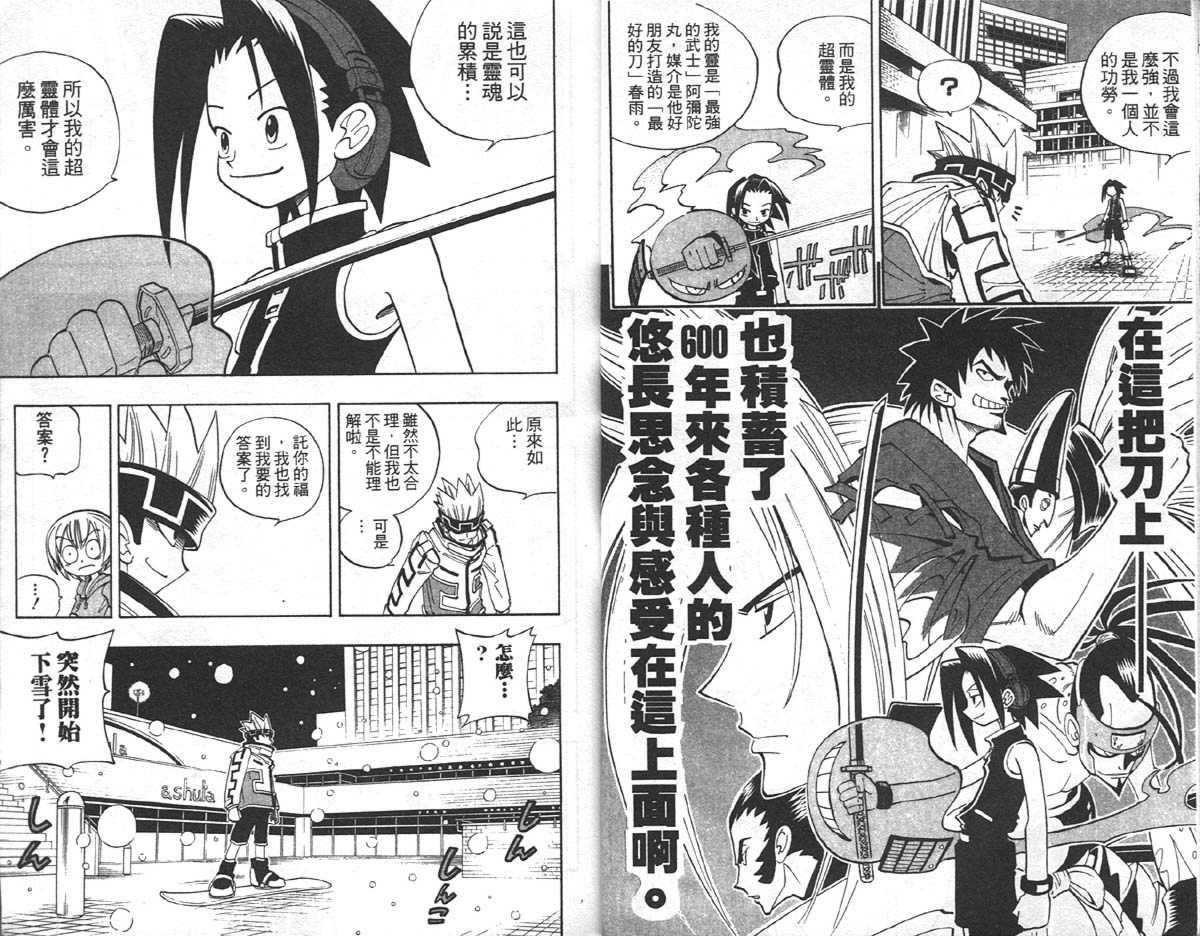 不過我會這
麼強，並不
是我一個人
的功勞。
？
而是我的
超靈體。
我的靈是「最強
的武士」阿彌陀
丸，媒介是他好
朋友打造的「最
好的刀」春雨。
在這把刀上——
也積蓄了
600年來各種人的
悠長思念與感受在這上面啊。
這也可以
說是靈魂
的累積…
所以我的超
靈體才會這
麼厲害。
原來如
此…
雖然不太合
理，但我也
不是不能理
解啦。
可是
…
託你的福
，我也找
到我要的
答案了。
答案？
…！
怎麼…
？
突然開始
下雪了！
ashuta
しん
しんこ
しん